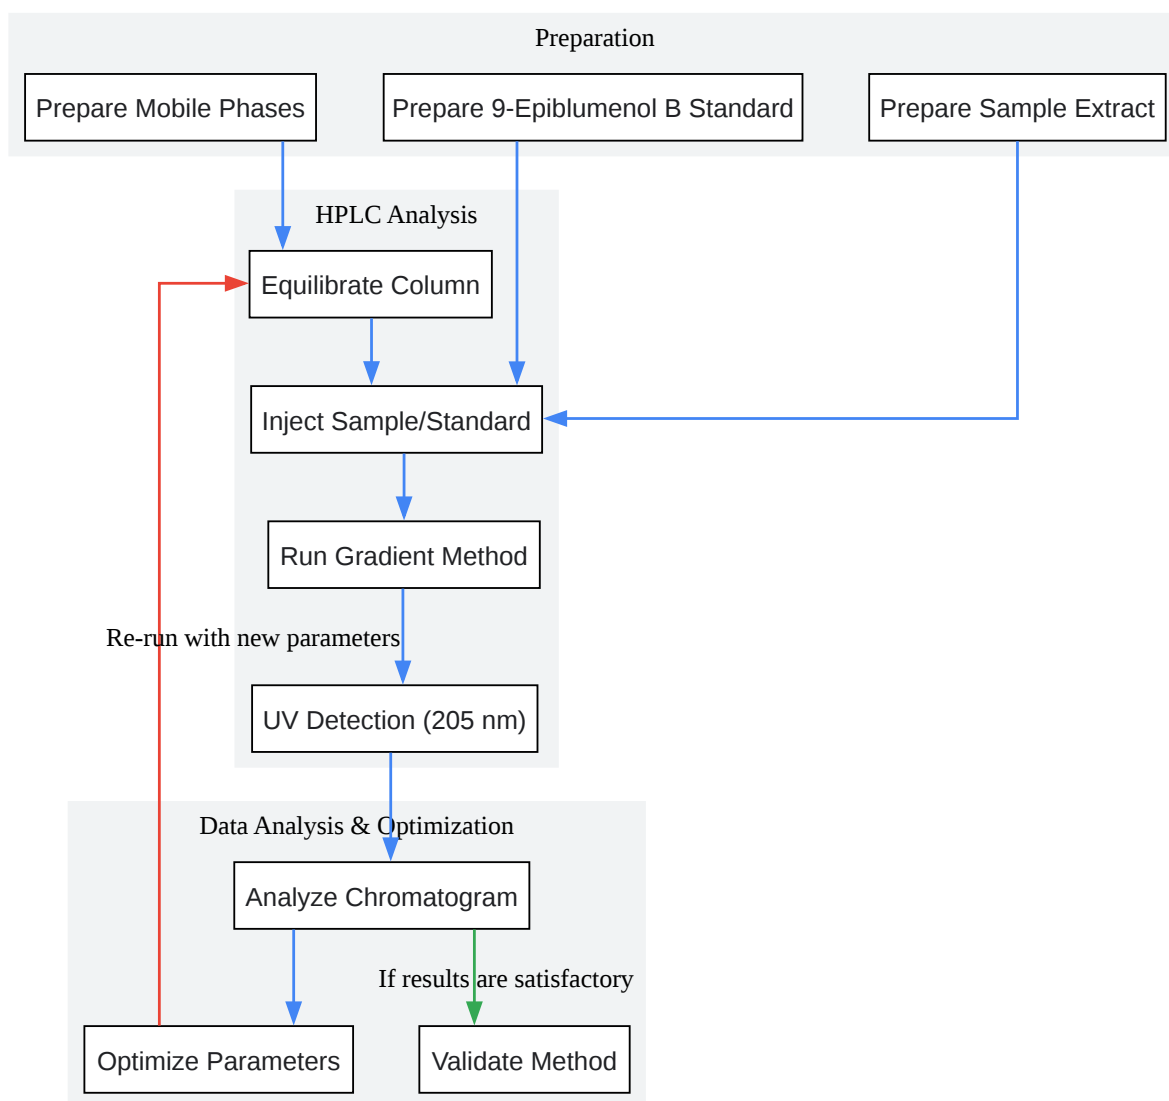 Preparation
Prepare Mobile Phases
Prepare 9-Epiblumenol B Standard
Prepare Sample Extract
HPLC Analysis
Equilibrate Column
Inject Sample/Standard
Run Gradient Method
Re-run with new parameters
UV Detection (205 nm)
Data Analysis & Optimization
Analyze Chromatogram
If results are satisfactory
Optimize Parameters
Validate Method